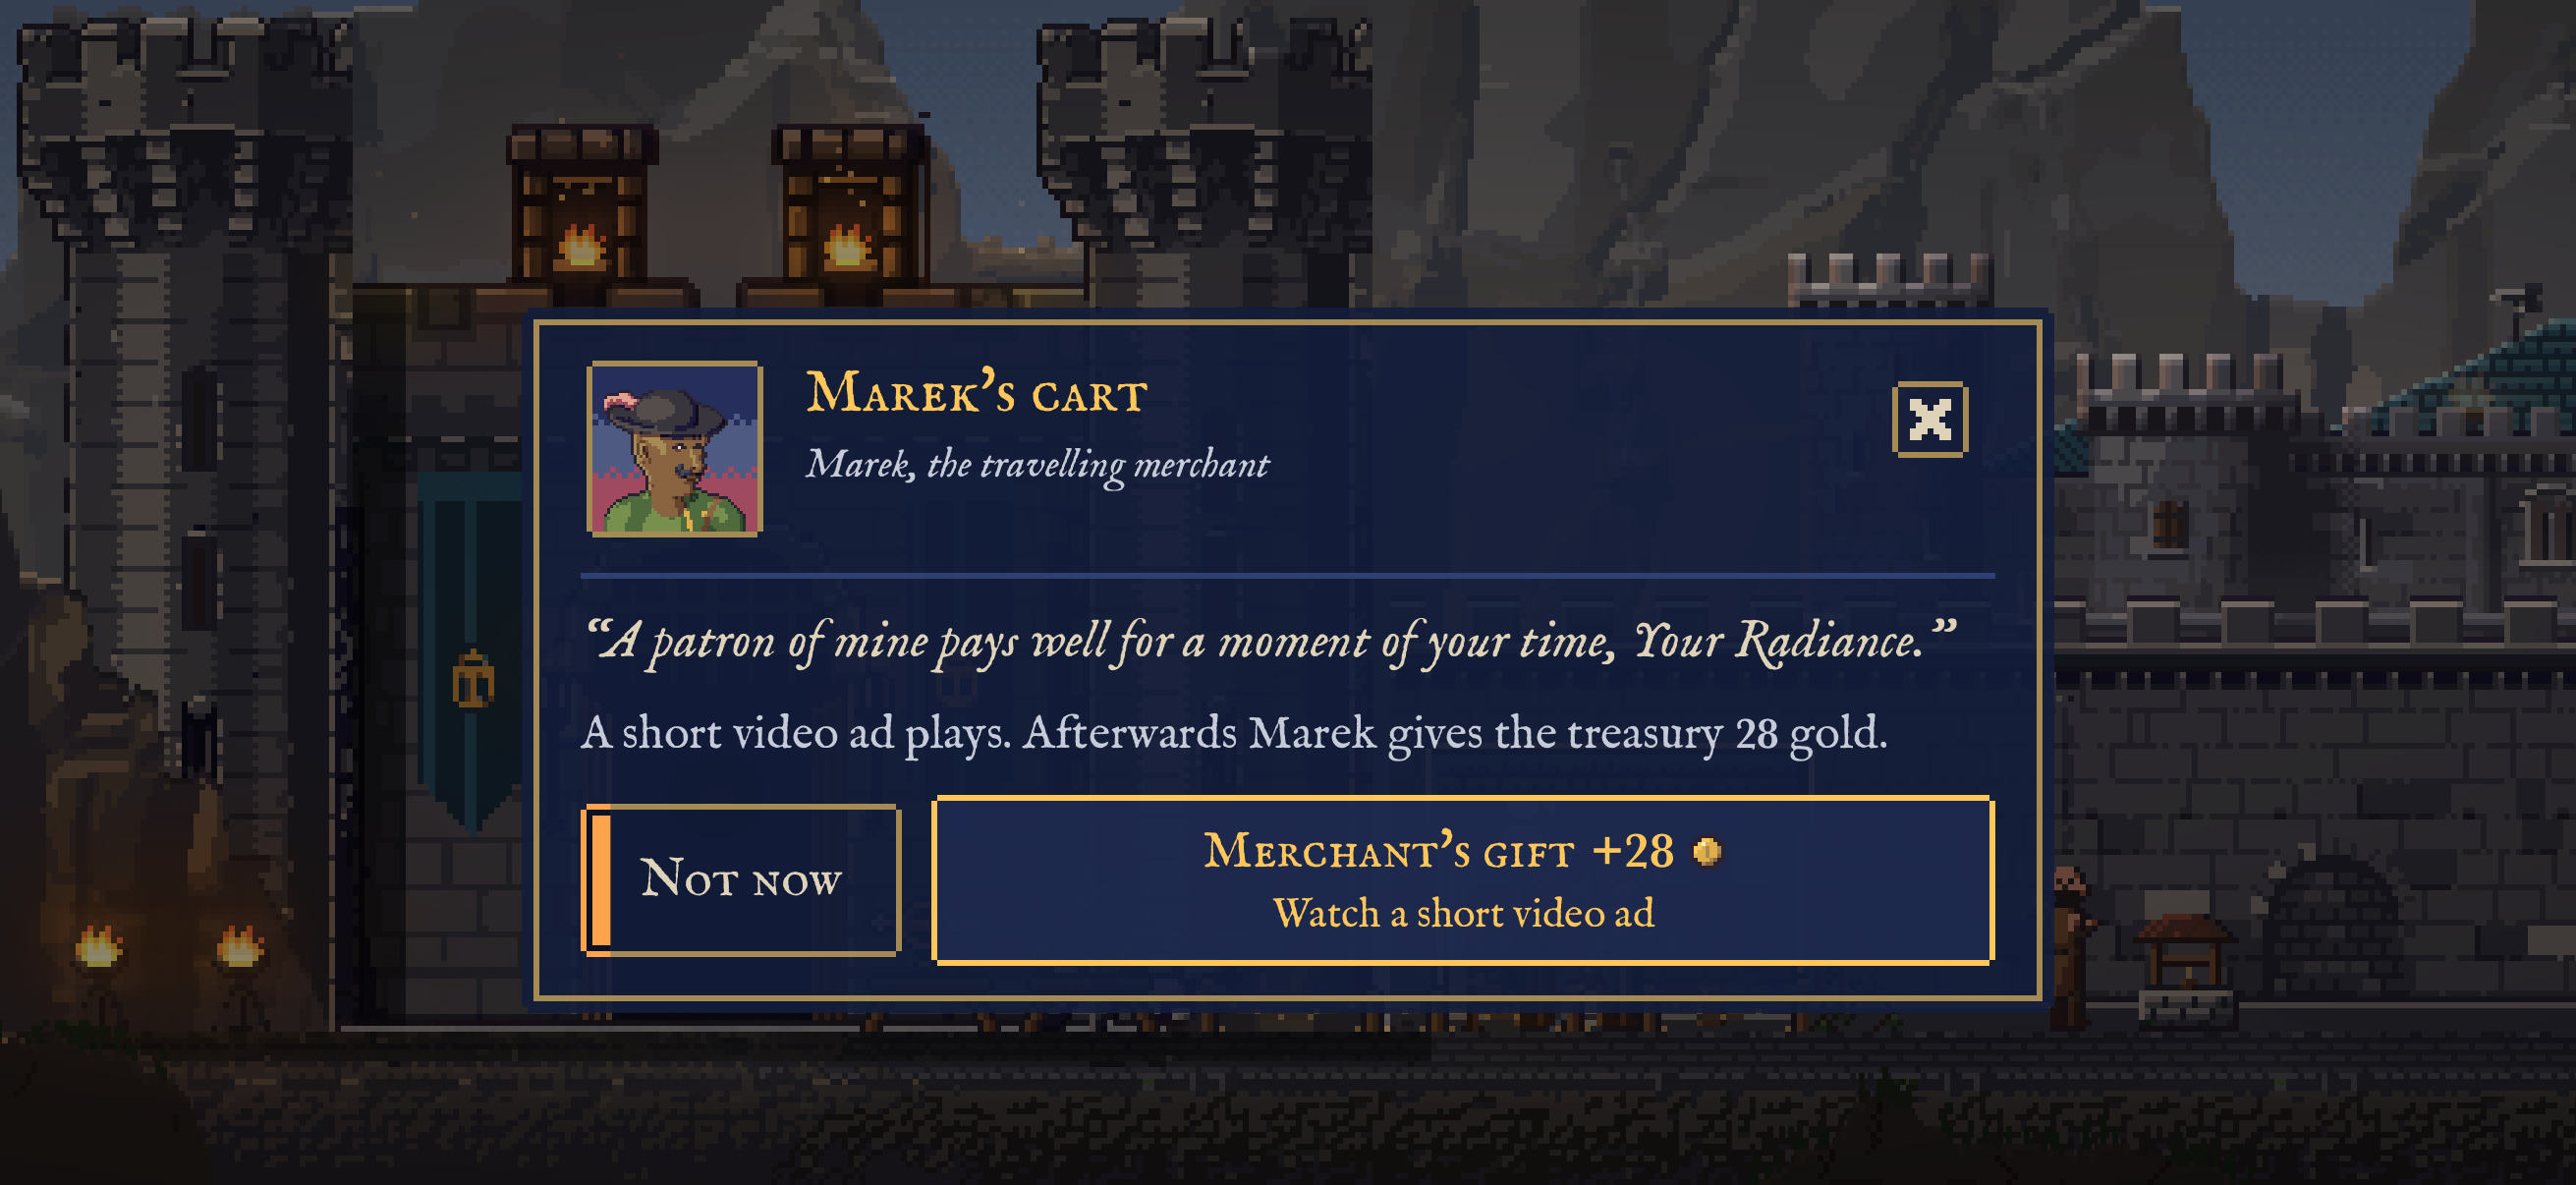 Marek’s cart
Marek, the travelling merchant
“A patron of mine pays well for a moment of your time, Your Radiance.”
A short video ad plays. Afterwards Marek gives the treasury 28 gold.
Not now
Merchant’s gift +28
Watch a short video ad